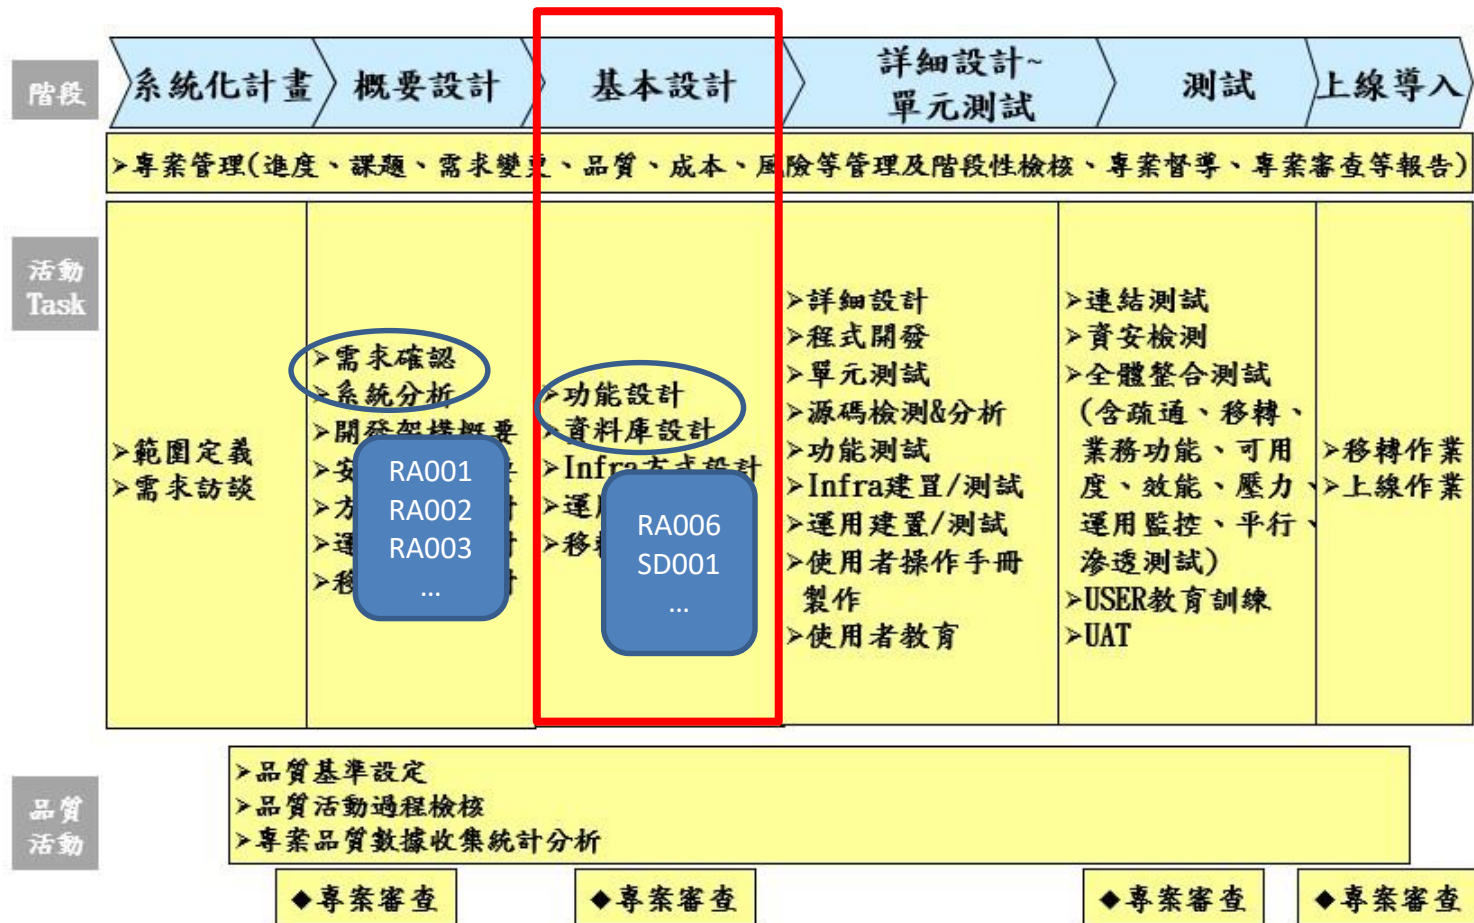 階段
系統化計畫
概要設計
基本設計
詳細設計~
單元測試
測試
上線導入
➢專案管理(進度、課題、需求變更、品質、成本、風險等管理及階段性檢核、專案督導、專案審查等報告)
活動
Task
➢範圍定義
➢需求訪談
➢需求確認
➢系統分析
➢開發架構概要
RA001
RA002
RA003
...
➢功能設計
➢資料庫設計
➢Infra方式設計
RA006
SD001
...
➢詳細設計
➢程式開發
➢單元測試
➢源碼檢測&分析
➢功能測試
➢Infra建置/測試
➢運用建置/測試
➢使用者操作手冊
製作
➢使用者教育
➢連結測試
➢資安檢測
➢全體整合測試
(含疏通、移轉、
業務功能、可用
度、效能、壓力、
運用監控、平行、
滲透測試)
➢USER教育訓練
➢UAT
➢移轉作業
➢上線作業
品質
活動
➢品質基準設定
➢品質活動過程檢核
➢專案品質數據收集統計分析
◆專案審查
◆專案審查
◆專案審查
◆專案審查